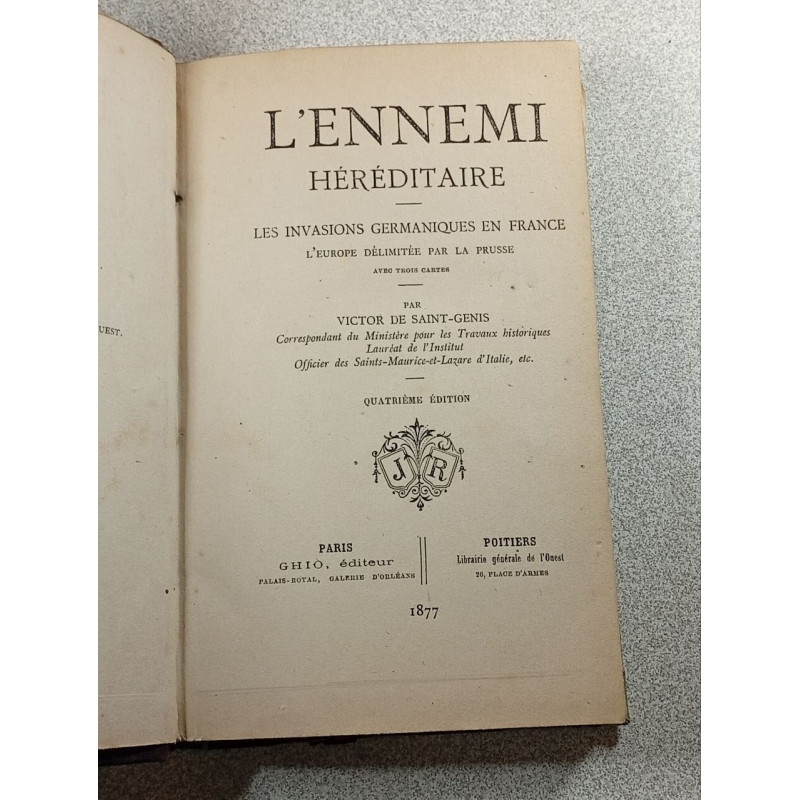 UEST.
L'ENNEMI
HÉRÉDITAIRE
LES INVASIONS GERMANIQUES EN FRANCE
L'EUROPE DÉLIMITÉE PAR LA PRUSSE
AVEC TROIS CARTES
PAR
VICTOR DE SAINT-GENIS
Correspondant du Ministère pour les Travaux historiques
Lauréat de l'Institut
Officier des Saints-Maurice-et-Lazare d'Italie, etc.
QUATRIÈME ÉDITION
J R
PARIS
GHIO, éditeur
PALAIS-ROYAL, GALERIE D'ORLÉANS
POITIERS
Librairie générale de l'Ouest
26, PLACE D'ARMES
1877